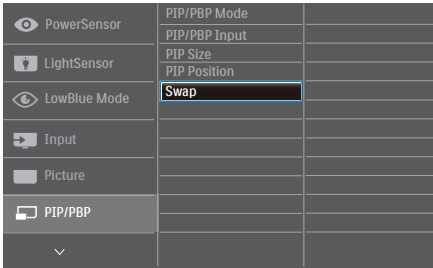 PowerSensor
LightSensor
LowBlue Mode
Input
Picture
PIP/PBP
PIP/PBP Mode
PIP/PBP Input
PIP Size
PIP Position
Swap